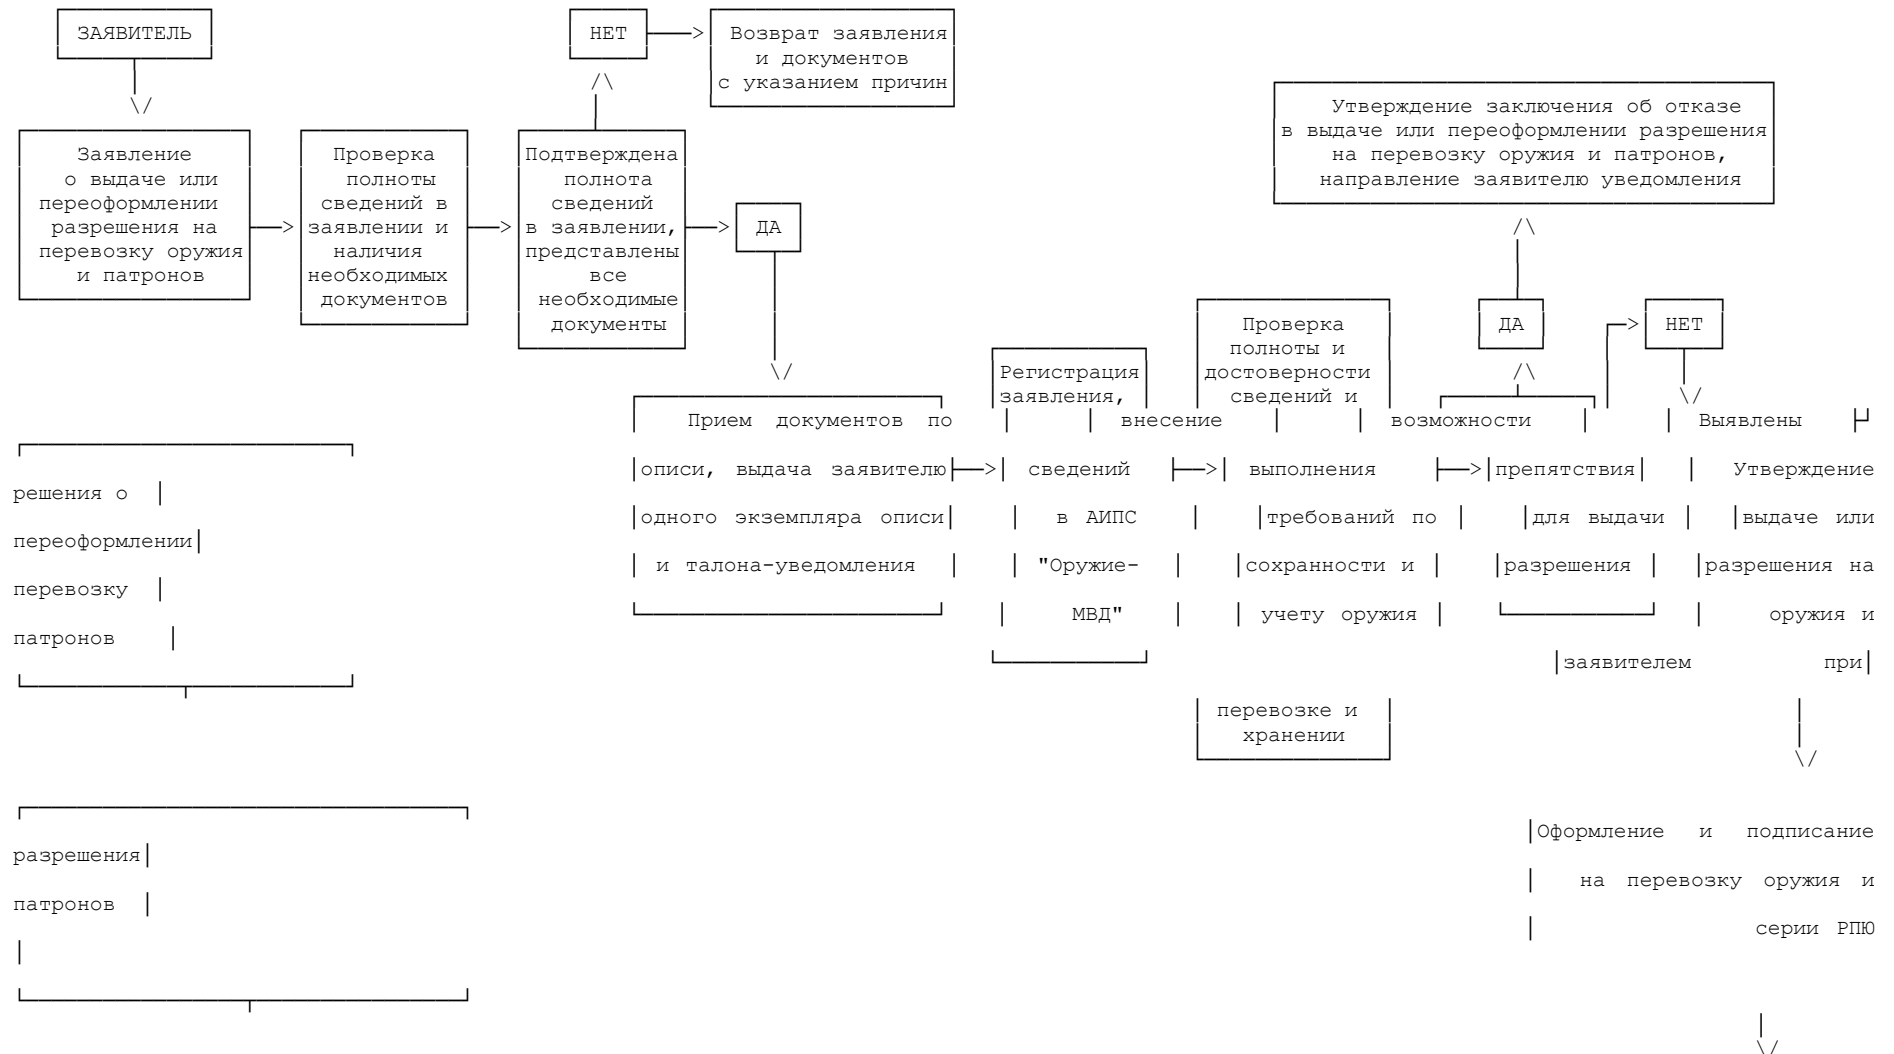 ЗАЯВИТЕЛЬ
НЕТ
Возврат заявления
и документов
с указанием причин
Утверждение заключения об отказе
в выдаче или переоформлении разрешения
на перевозку оружия и патронов,
направление заявителю уведомления
Заявление
о выдаче или
переоформлении
разрешения на
перевозку оружия
и патронов
Проверка
полноты
сведений в
заявлении и
наличия
необходимых
документов
Подтверждена
полнота
сведений
в заявлении,
представлены
все
необходимые
документы
ДА
ДА
НЕТ
Проверка
полноты и
достоверности
сведений и
Регистрация
заявления,
Прием документов по внесение возможности Выявлены
описи, выдача заявителю сведений выполнения препятствия Утверждение
решения о
одного экземпляра описи в АИПС требований по для выдачи выдаче или
переоформлении
и талона-уведомления "Оружие- сохранности и разрешения разрешения на
перевозку
МВД" учету оружия оружия и
патронов
заявителем при
перевозке и
хранении
Оформление и подписание
разрешения
на перевозку оружия и
патронов
серии РПЮ